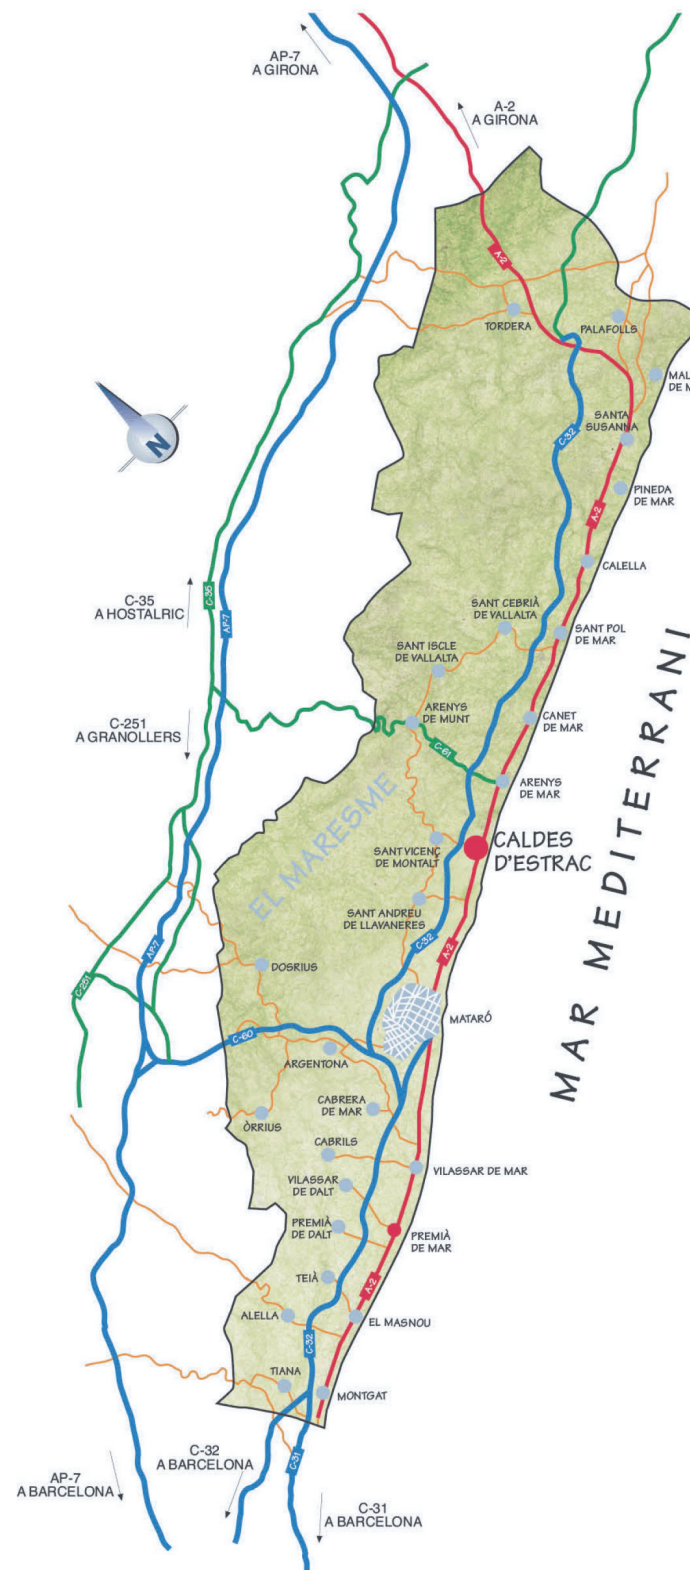 AP-7
A GIRONA
A-2
A GIRONA
A-2
TORDERA
PALAFOLLS
MAL
DE M
SANTA
SUSANNA
C-32
PINEDA
DE MAR
A-2
CALELLA
N
C-35
A HOSTALRIC
C-35
AP-7
SANT CEBRIÀ
DE VALLALTA
SANT POL
DE MAR
SANT ISCLE
DE VALLALTA
C-251
A GRANOLLERS
ARENYS
DE MUNT
C-61
CANET
DE MAR
ARENYS
DE MAR
MAR MEDITERRANI
EL MARESME
SANT VICENÇ
DE MONTALT
CALDES
D'ESTRAC
SANT ANDREU
DE LLAVANERES
C-32
A-2
AP-7
C-251
DOSRIUS
MATARÓ
C-60
ARGENTONA
CABRERA
DE MAR
ÒRRIUS
CABRILS
VILASSAR DE MAR
VILASSAR
DE DALT
PREMIÀ
DE DALT
PREMIÀ
DE MAR
TEIÀ
A-2
ALELLA
EL MASNOU
C-32
TIANA
MONTGAT
C-32
A BARCELONA
C-31
AP-7
A BARCELONA
C-31
A BARCELONA